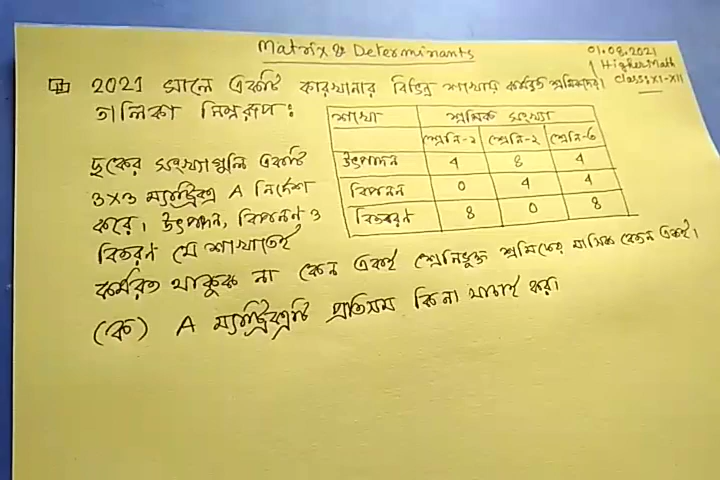 Matrix & Determinants
01.08.2021
Higher Math
Class: XI-XII
2021 সালে একটি কারখানার বিভিন্ন শাখায় কর্মরত শ্রমিকদের
তালিকা নিম্নরূপ :
শাখা শ্রমিক সংখ্যা
শ্রেনি-১ শ্রেনি-২ শ্রেনি-৩
উৎপাদন 4 8 4
বিপনন 0 4 4
বিতরণ 8 0 8
ছকের সংখ্যাগুলি একটি
3x3 ম্যাট্রিক্স A নির্দেশ
করে। উৎপাদন, বিপনন ও
বিতরণ যে শাখাতেই
কর্মরত থাকুক না কেন একই শ্রেনিভুক্ত শ্রমিকের মাসিক বেতন একই।
(ক) A ম্যাট্রিক্সটি প্রতিসম কিনা যাচাই কর।